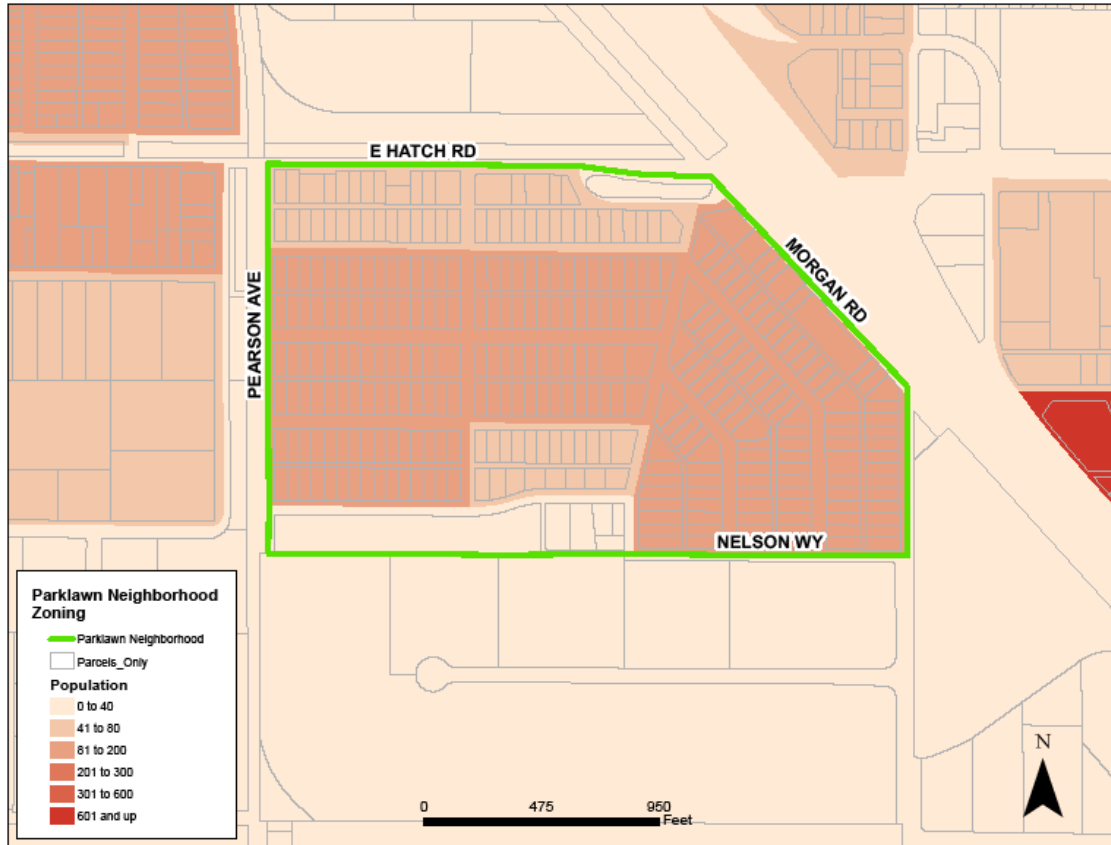 E HATCH RD
MORGAN RD
PEARSON AVE
NELSON WY
Parklawn Neighborhood
Zoning
Parklawn Neighborhood
Parcels_Only
Population
0 to 40
41 to 80
81 to 200
201 to 300
301 to 600
601 and up
0 475 950
Feet
N